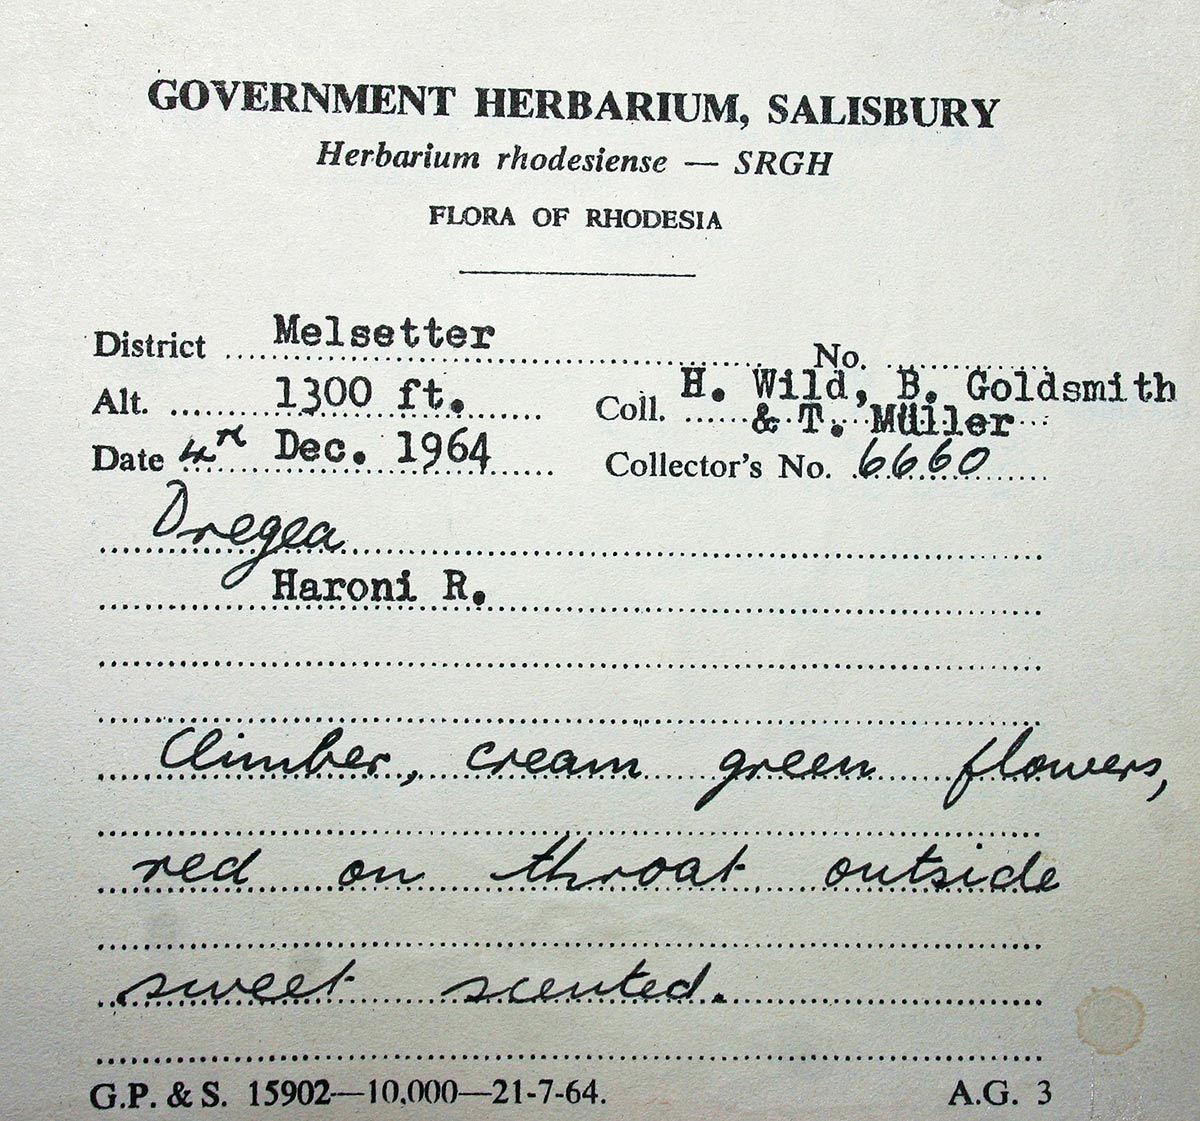 GOVERNMENT HERBARIUM, SALISBURY
Herbarium rhodesiense — SRGH
FLORA OF RHODESIA
District Melsetter No.
Alt. 1300 ft. Coll. H. Wild, B. Goldsmith
& T. Müller
Date 4th Dec. 1964 Collector's No. 6660
Dregea
Haroni R.
Climber, cream green flowers,
red on throat outside
sweet scented.
G.P. & S. 15902—10,000—21-7-64. A.G. 3